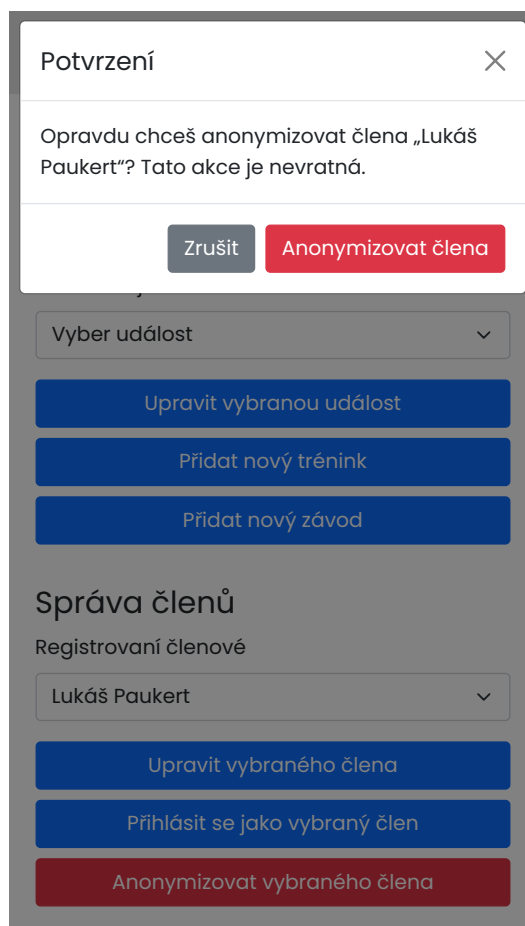 Potvrzení
Opravdu chceš anonymizovat člena „Lukáš
Paukert“? Tato akce je nevratná.
Zrušit
Anonymizovat člena
Vyber událost
Upravit vybranou událost
Přidat nový trénink
Přidat nový závod
Správa členů
Registrovaní členové
Lukáš Paukert
Upravit vybraného člena
Přihlásit se jako vybraný člen
Anonymizovat vybraného člena